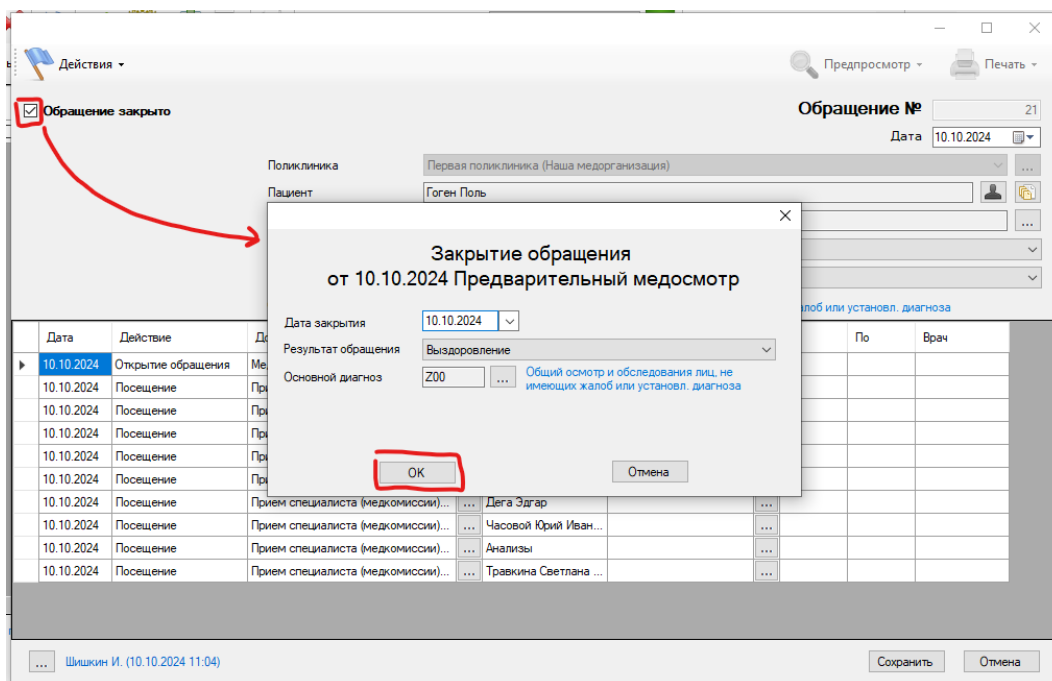 Действия
Предпросмотр
Печать
Обращение закрыто
Обращение № 21
Дата 10.10.2024
Поликлиника Первая поликлиника (Наша медорганизация) ...
Пациент Гоген Поль
...
Закрытие обращения
от 10.10.2024 Предварительный медосмотр
Дата закрытия 10.10.2024
Результат обращения Выздоровление
Основной диагноз Z00 ... Общий осмотр и обследования лиц, не
имеющих жалоб или установл. диагноза
OK Отмена
или установл. диагноза
Дата Действие По Врач
10.10.2024 Открытие обращения
10.10.2024 Посещение
10.10.2024 Посещение
10.10.2024 Посещение
10.10.2024 Посещение
10.10.2024 Посещение
10.10.2024 Посещение Прием специалиста (медкомиссии)... ... Дега Эдгар ...
10.10.2024 Посещение Прием специалиста (медкомиссии)... ... Часовой Юрий Иван... ...
10.10.2024 Посещение Прием специалиста (медкомиссии)... ... Анализы ...
10.10.2024 Посещение Прием специалиста (медкомиссии)... ... Травкина Светлана ... ...
... Шишкин И. (10.10.2024 11:04)
Сохранить Отмена